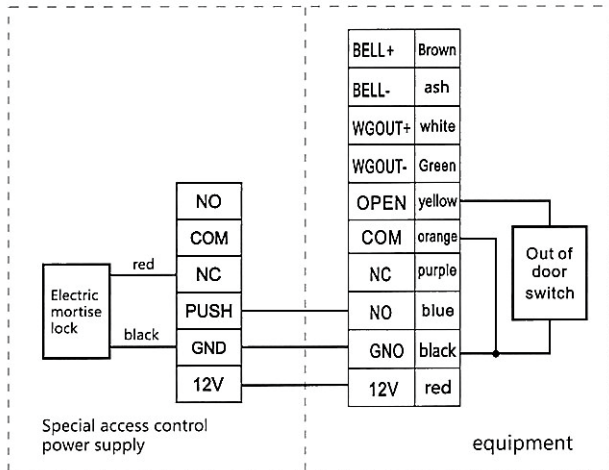 BELL+ Brown
BELL- ash
WGOUT+ white
WGOUT- Green
OPEN yellow
COM orange
NC purple
NO blue
GNO black
12V red
Out of
door
switch
NO
COM
NC
PUSH
GND
12V
red
black
Electric
mortise
lock
Special access control
power supply
equipment